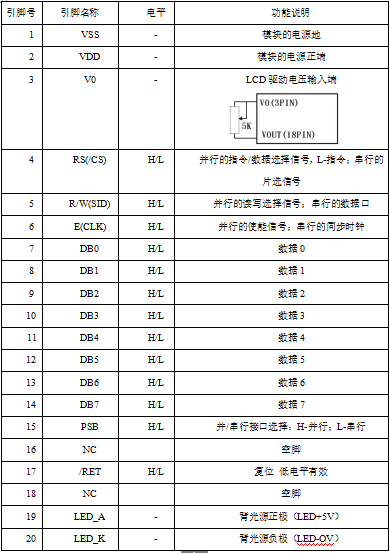 引脚号 引脚名称 电平 功能说明
1 VSS - 模块的电源地
2 VDD - 模块的电源正端
3 V0 - LCD 驱动电压输入端
VO(3PIN)
5K
VOUT(18PIN)
4 RS(/CS) H/L 并行的指令/数据选择信号, L-指令; 串行的
片选信号
5 R/W(SID) H/L 并行的读写选择信号; 串行的数据口
6 E(CLK) H/L 并行的使能信号; 串行的同步时钟
7 DB0 H/L 数据 0
8 DB1 H/L 数据 1
9 DB2 H/L 数据 2
10 DB3 H/L 数据 3
11 DB4 H/L 数据 4
12 DB5 H/L 数据 5
13 DB6 H/L 数据 6
14 DB7 H/L 数据 7
15 PSB H/L 并/串行接口选择: H-并行; L-串行
16 NC 空脚
17 /RET H/L 复位 低电平有效
18 NC 空脚
19 LED_A - 背光源正极 (LED+5V)
20 LED_K - 背光源负极 (LED-OV)